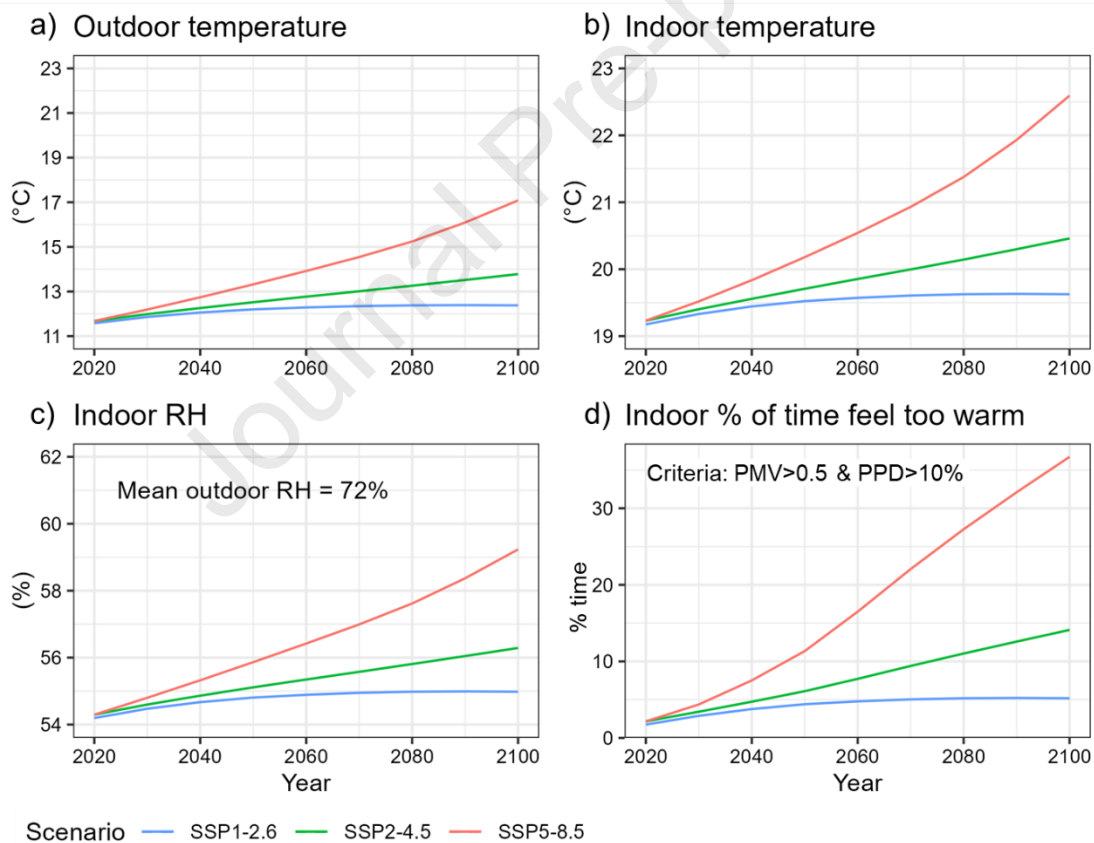 a) Outdoor temperature
23
21
19
17
15
13
11
(°C)
2020 2040 2060 2080 2100
b) Indoor temperature
23
22
21
20
19
(°C)
2020 2040 2060 2080 2100
c) Indoor RH
Mean outdoor RH = 72%
62
60
58
56
54
(%)
2020 2040 2060 2080 2100
Year
d) Indoor % of time feel too warm
Criteria: PMV>0.5 & PPD>10%
30
20
10
0
% time
2020 2040 2060 2080 2100
Year
Scenario SSP1-2.6 SSP2-4.5 SSP5-8.5
Journal Pre-p